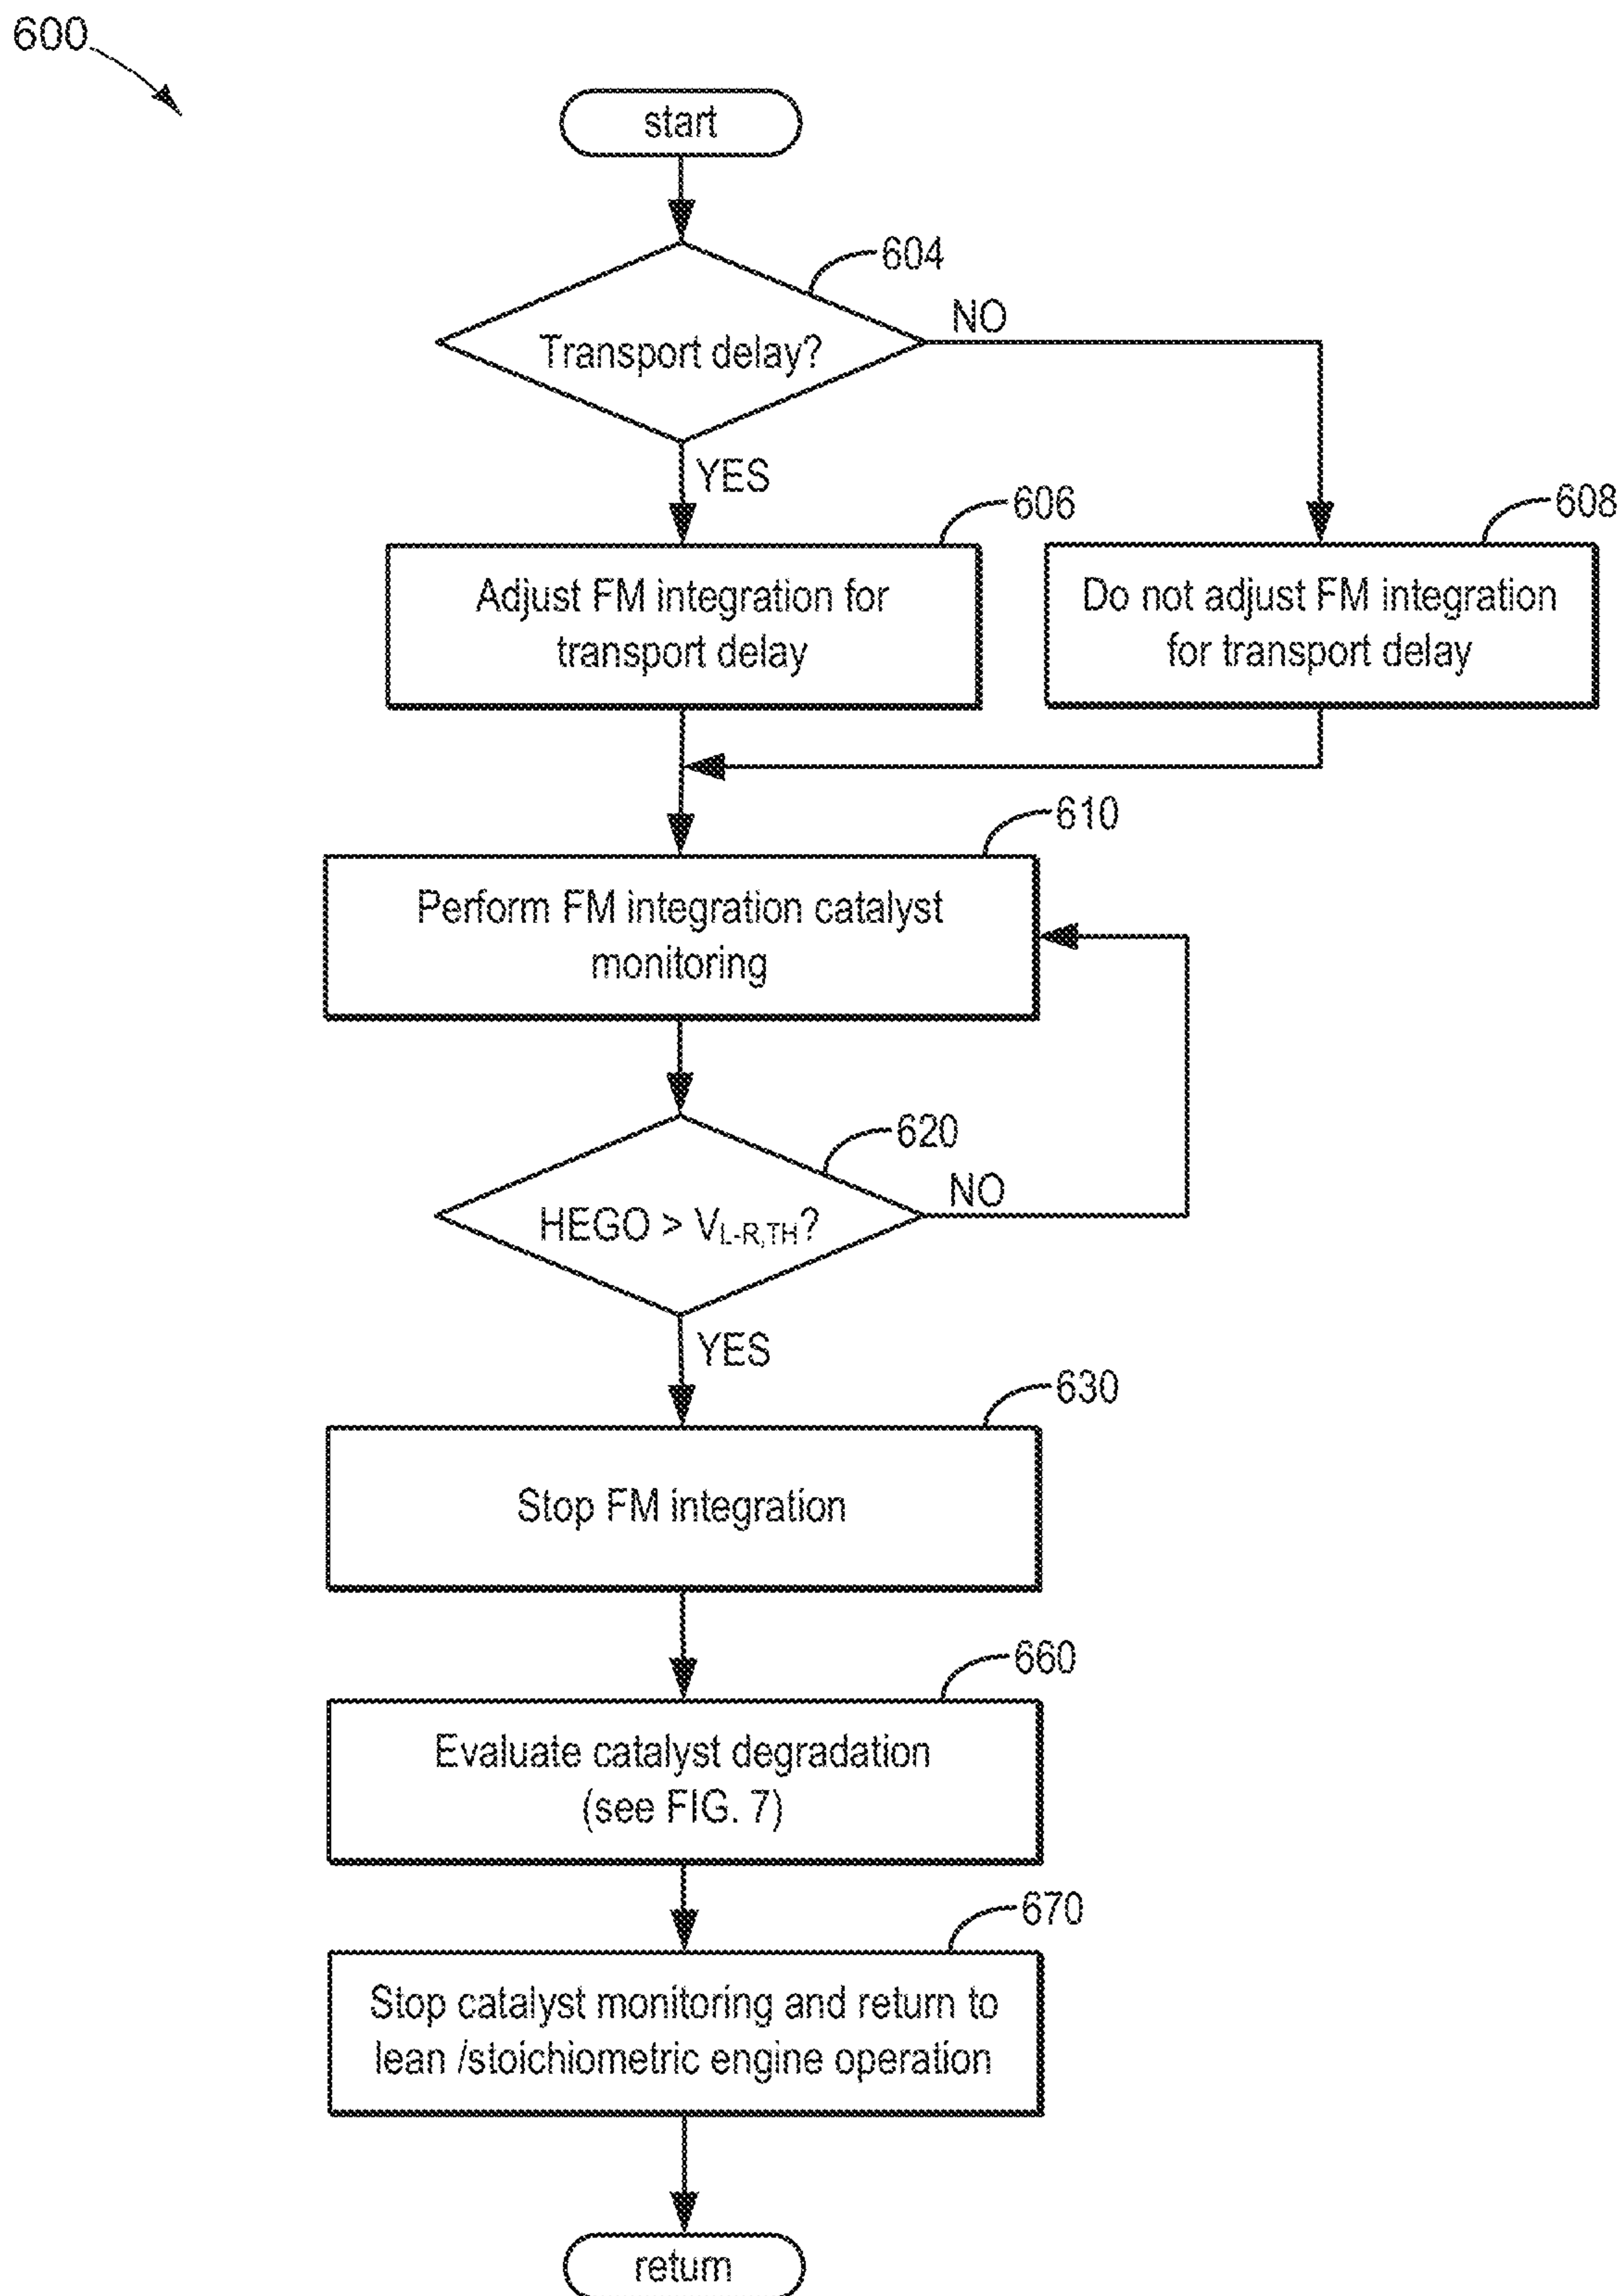 600
start
604
Transport delay?
NO
YES
606
608
Adjust FM integration for
transport delay
Do not adjust FM integration
for transport delay
610
Perform FM integration catalyst
monitoring
620
HEGO > V_{L-R,TH}?
NO
YES
630
Stop FM integration
660
Evaluate catalyst degradation
(see FIG. 7)
670
Stop catalyst monitoring and return to
lean /stoichiometric engine operation
return